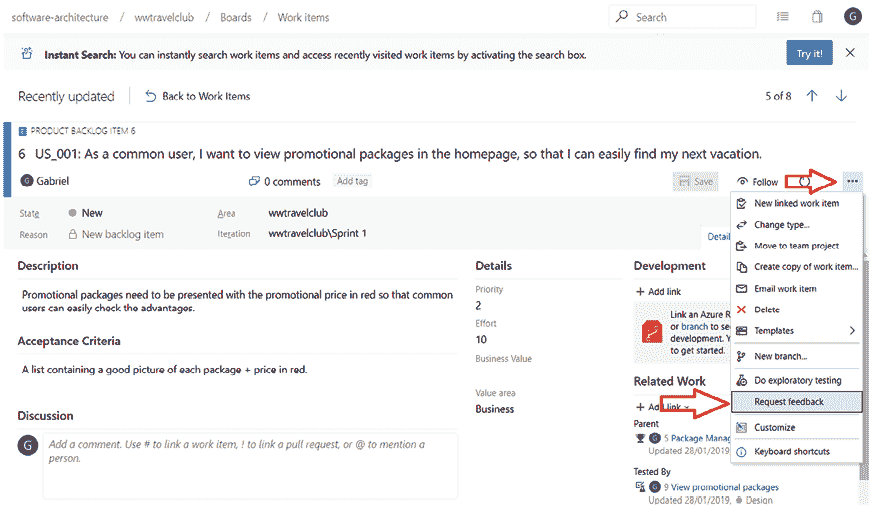 software-architecture / wwtravelclub / Boards / Work items
Search
G
Instant Search: You can instantly search work items and access recently visited work items by activating the search box.
Try it!
Recently updated
Back to Work Items
5 of 8
PRODUCT BACKLOG ITEM 6
6 US_001: As a common user, I want to view promotional packages in the homepage, so that I can easily find my next vacation.
G Gabriel
0 comments
Add tag
Save
Follow
State
New
Area
wwtravelclub
Reason
New backlog item
Iteration
wwtravelclub\Sprint 1
Detail
Description
Promotional packages need to be presented with the promotional price in red so that common
users can easily check the advantages.
Acceptance Criteria
A list containing a good picture of each package + price in red.
Discussion
G
Add a comment. Use # to link a work item, ! to link a pull request, or @ to mention a
person.
Details
Priority
2
Effort
10
Business Value
Value area
Business
Development
+ Add link
Link an Azure R
or branch to se
development. Y
to get started.
Related Work
+ Add link
Parent
G 5 Package Manag
Updated 28/01/2019,
Tested By
G 9 View promotional packages
Updated 28/01/2019, Design
New linked work item
Change type...
Move to team project
Create copy of work item...
Email work item
Delete
Templates
New branch...
Do exploratory testing
Request feedback
Customize
Keyboard shortcuts